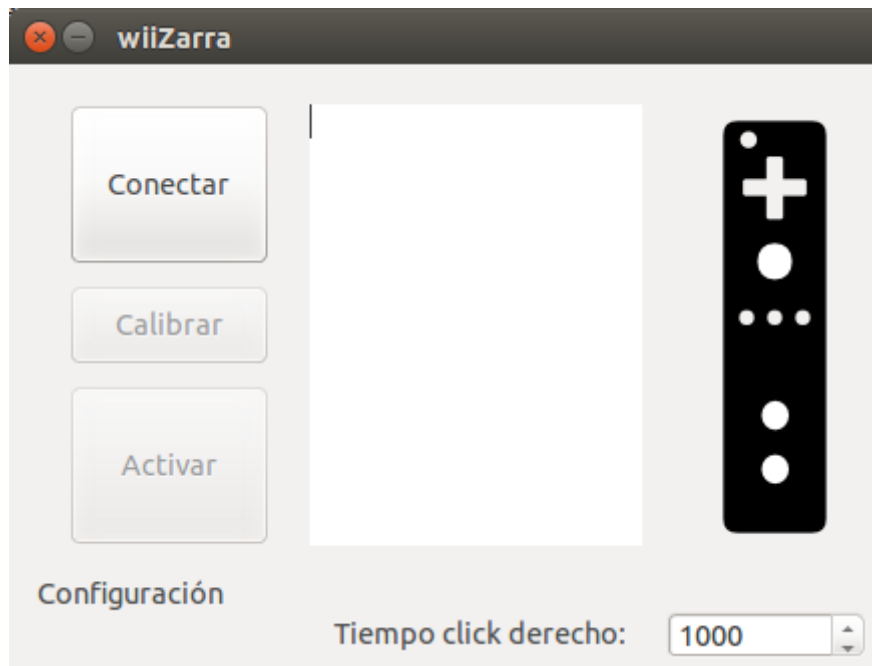 wiiZarra
Conectar
Calibrar
Activar
Configuración
Tiempo click derecho: 1000